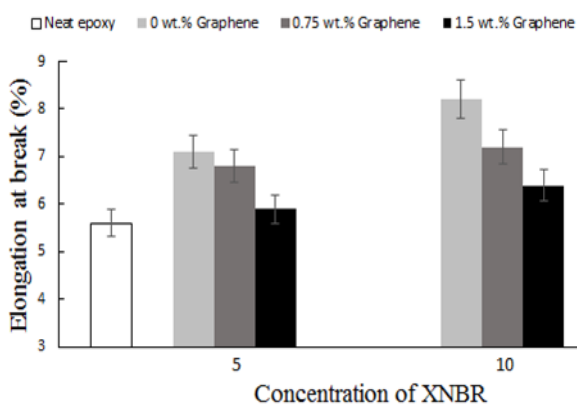 Neat epoxy 0 wt.% Graphene 0.75 wt.% Graphene 1.5 wt.% Graphene
Elongation at break (%)
9
8
7
6
5
4
3
5 10
Concentration of XNBR